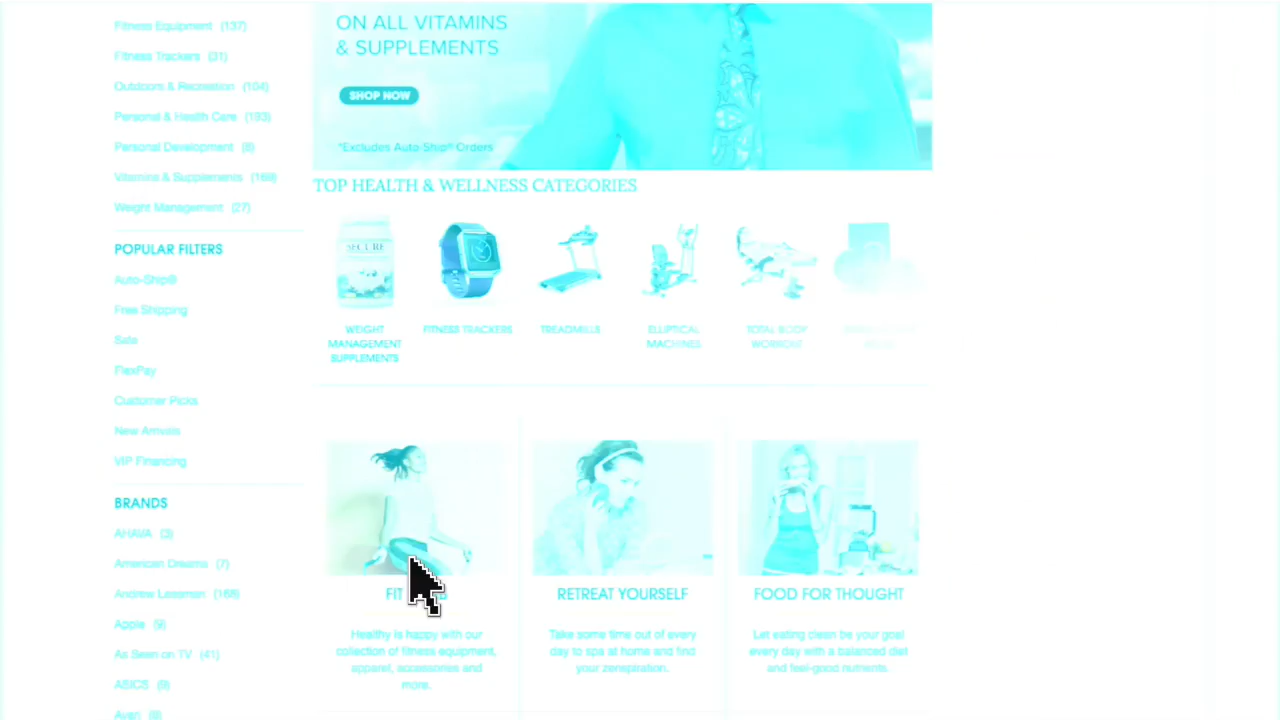 Fitness Equipment (137)
Fitness Trackers (31)
Outdoors & Recreation (104)
Personal & Health Care (193)
Personal Development (8)
Vitamins & Supplements (169)
Weight Management (27)
POPULAR FILTERS
Auto-Ship®
Free Shipping
Sale
FlexPay
Customer Picks
New Arrivals
VIP Financing
BRANDS
AHAVA (3)
American Dreams (7)
Andrew Lessman (168)
Apple (9)
As Seen on TV (41)
ASICS (9)
ON ALL VITAMINS
& SUPPLEMENTS
SHOP NOW
*Excludes Auto-Ship® Orders
TOP HEALTH & WELLNESS CATEGORIES
SECURE
WEIGHT
MANAGEMENT
SUPPLEMENTS
FITNESS TRACKERS
TREADMILLS
ELLIPTICAL
MACHINES
TOTAL BODY
WORKOUT
FIT
Healthy is happy with our
collection of fitness equipment,
apparel, accessories and
more.
RETREAT YOURSELF
Take some time out of every
day to spa at home and find
your zenspiration.
FOOD FOR THOUGHT
Let eating clean be your goal
every day with a balanced diet
and feel-good nutrients.